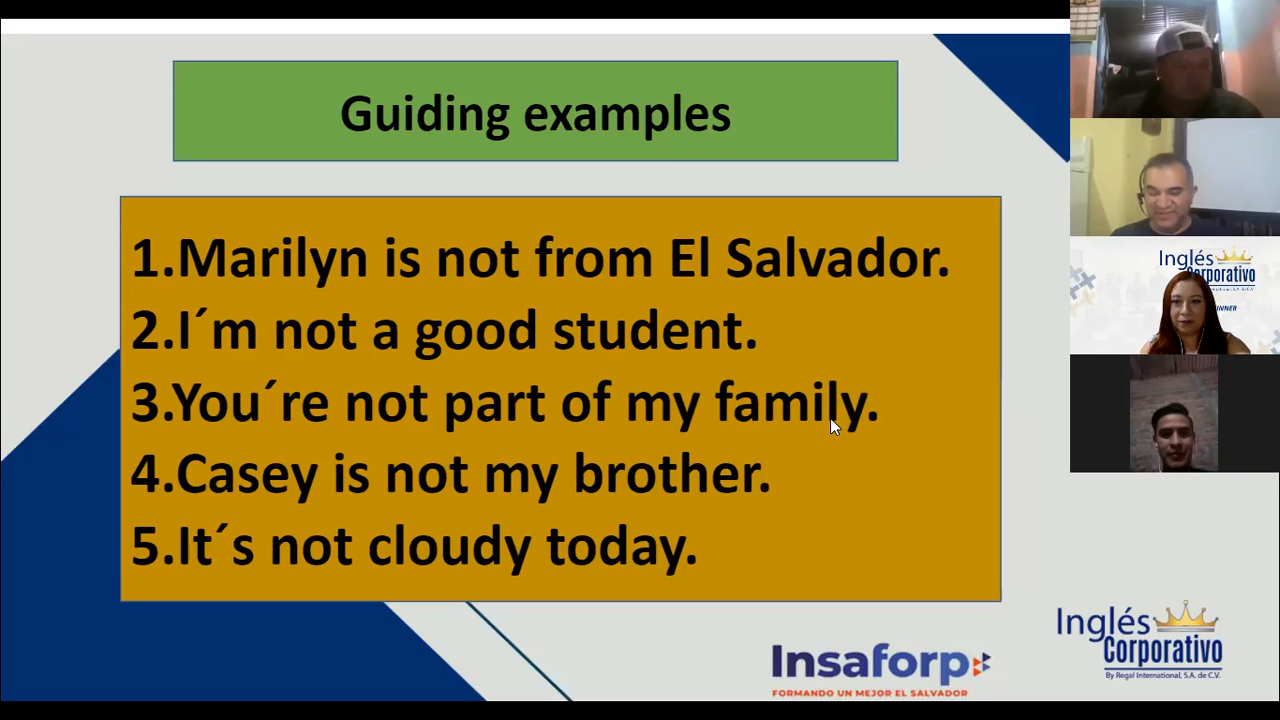 Guiding examples
1.Marilyn is not from El Salvador.
2.I´m not a good student.
3.You´re not part of my family.
4.Casey is not my brother.
5.It´s not cloudy today.
Insaforp
FORMANDO UN MEJOR EL SALVADOR
Inglés
Corporativo
By Regal International, S.A. de C.V.
Inglés
Corporativo